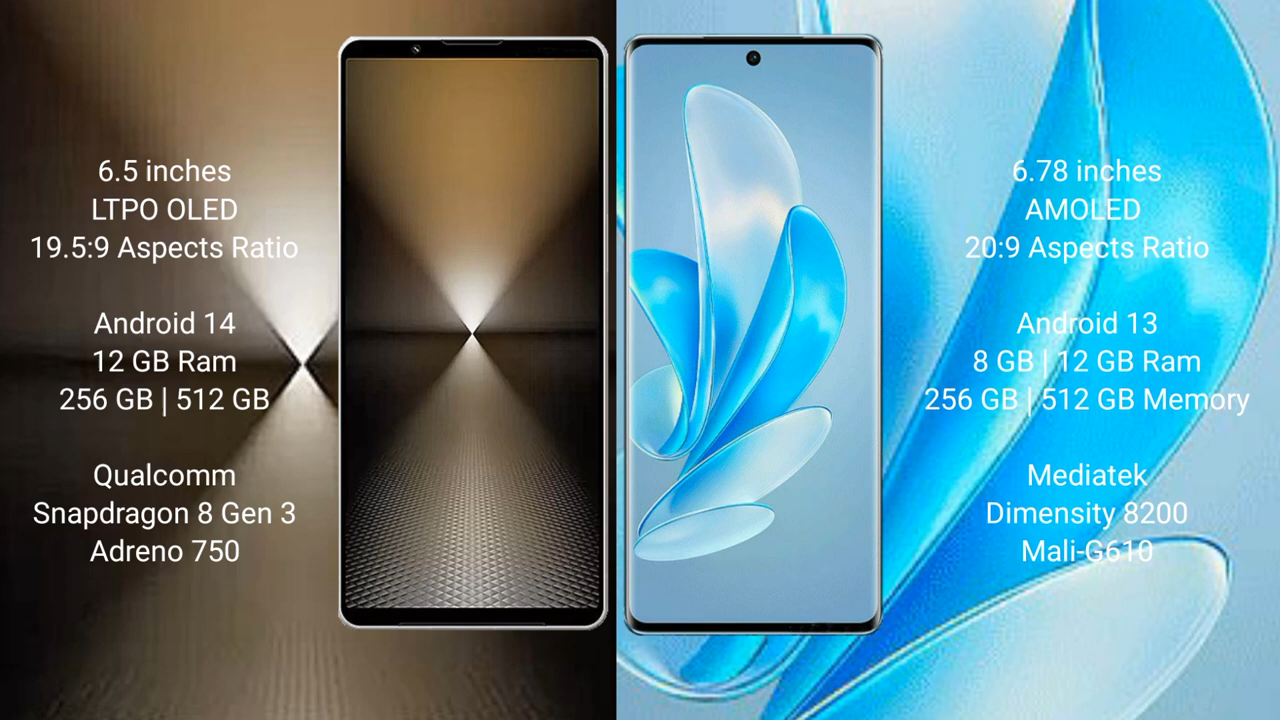 6.5 inches
LTPO OLED
19.5:9 Aspects Ratio
Android 14
12 GB Ram
256 GB | 512 GB
Qualcomm
Snapdragon 8 Gen 3
Adreno 750
6.78 inches
AMOLED
20:9 Aspects Ratio
Android 13
8 GB | 12 GB Ram
256 GB | 512 GB Memory
Mediatek
Dimensity 8200
Mali-G610